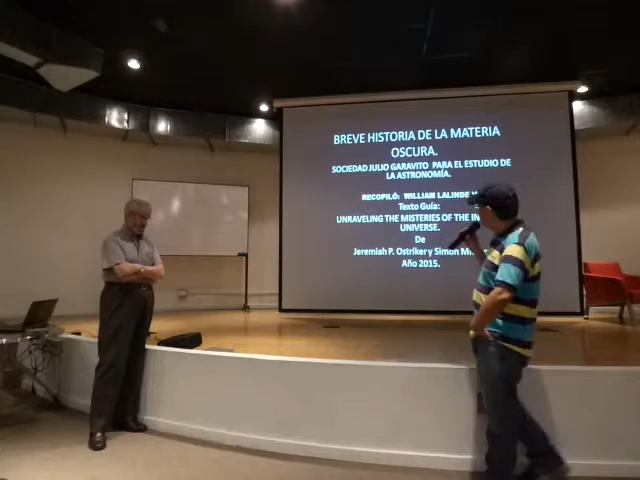 BREVE HISTORIA DE LA MATERIA
OSCURA.
SOCIEDAD JULIO GARAVITO PARA EL ESTUDIO DE
LA ASTRONOMÍA.
RECOPILÓ: WILLIAM LALINDE
Texto Guía:
UNRAVELING THE MISTERIES OF THE
UNIVERSE.
De
Jeremiah P. Ostriker y Simon
Año 2015.